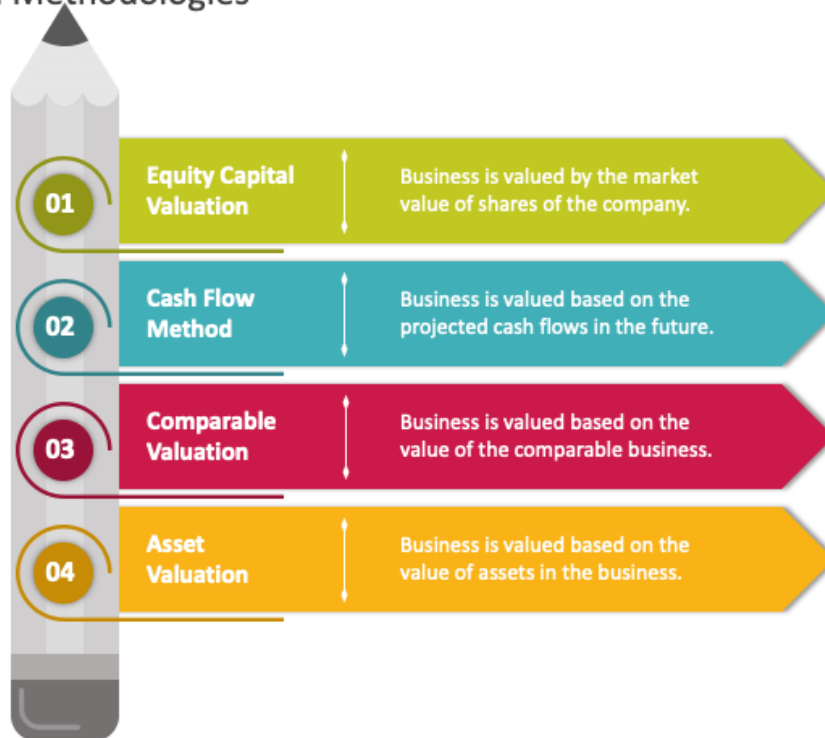 Methodologies
01
Equity Capital
Valuation
Business is valued by the market
value of shares of the company.
02
Cash Flow
Method
Business is valued based on the
projected cash flows in the future.
03
Comparable
Valuation
Business is valued based on the
value of the comparable business.
04
Asset
Valuation
Business is valued based on the
value of assets in the business.